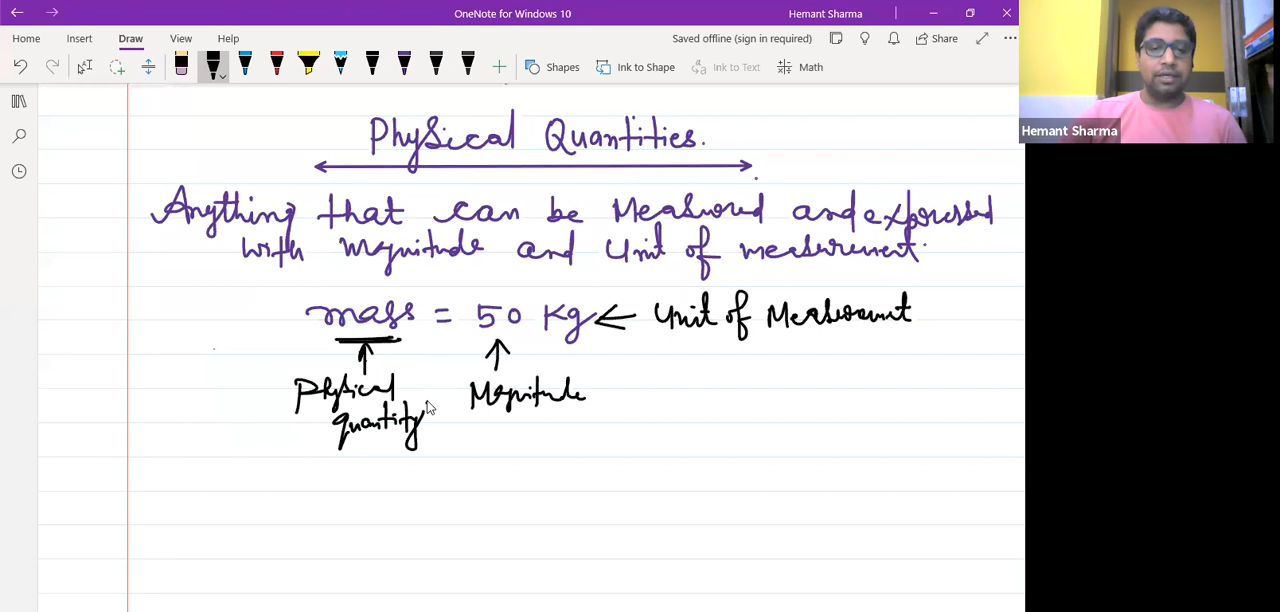 OneNote for Windows 10
Hemant Sharma
Home Insert Draw View Help
Saved offline (sign in required)
Share
Shapes
Ink to Shape
Ink to Text
Math
Hemant Sharma
Physical Quantities.
Anything that can be Measured and expressed
with Magnitude and Unit of measurement.
mass = 50 Kg ← Unit of Measurement
Physical
quantity
Magnitude